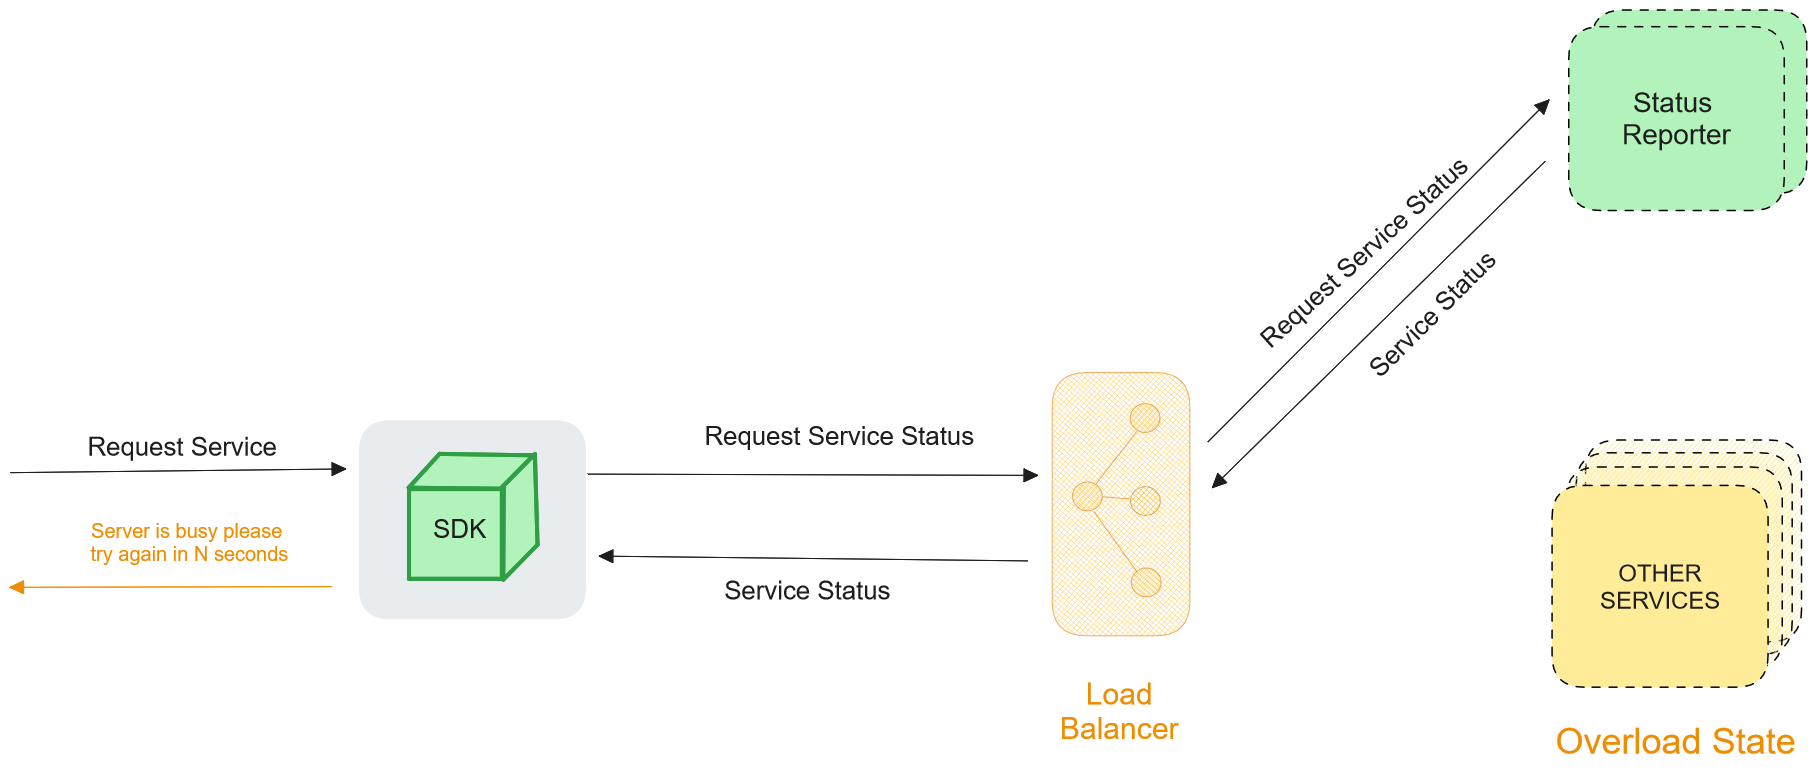 Status
Reporter
Request Service Status
Service Status
Request Service
Request Service Status
SDK
Server is busy please
try again in N seconds
Service Status
OTHER
SERVICES
Load
Balancer
Overload State